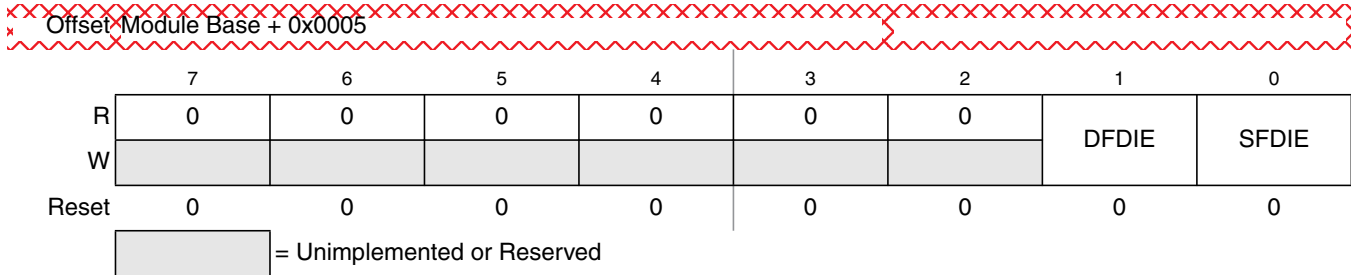 Offset Module Base + 0x0005
7 6 5 4 3 2 1 0
R 0 0 0 0 0 0 DFDIE SFDIE
W
Reset 0 0 0 0 0 0 0 0
= Unimplemented or Reserved